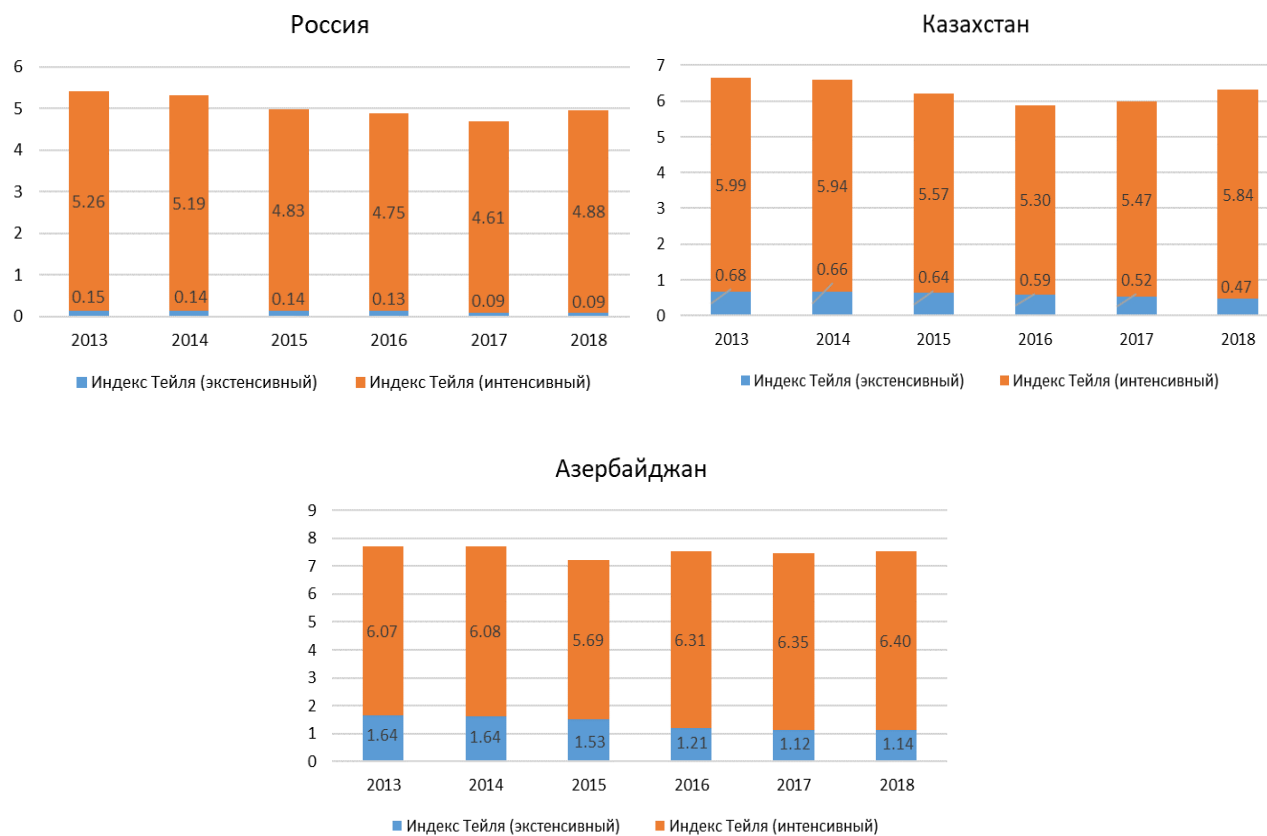 Россия
6
5
4
3
2
1
0
5.26 5.19 4.83 4.75 4.61 4.88
0.15 0.14 0.14 0.13 0.09 0.09
2013 2014 2015 2016 2017 2018
Индекс Тейля (экстенсивный) Индекс Тейля (интенсивный)
Казахстан
7
6
5
4
3
2
1
0
5.99 5.94 5.57 5.30 5.47 5.84
0.68 0.66 0.64 0.59 0.52 0.47
2013 2014 2015 2016 2017 2018
Индекс Тейля (экстенсивный) Индекс Тейля (интенсивный)
Азербайджан
9
8
7
6
5
4
3
2
1
0
6.07 6.08 5.69 6.31 6.35 6.40
1.64 1.64 1.53 1.21 1.12 1.14
2013 2014 2015 2016 2017 2018
Индекс Тейля (экстенсивный) Индекс Тейля (интенсивный)